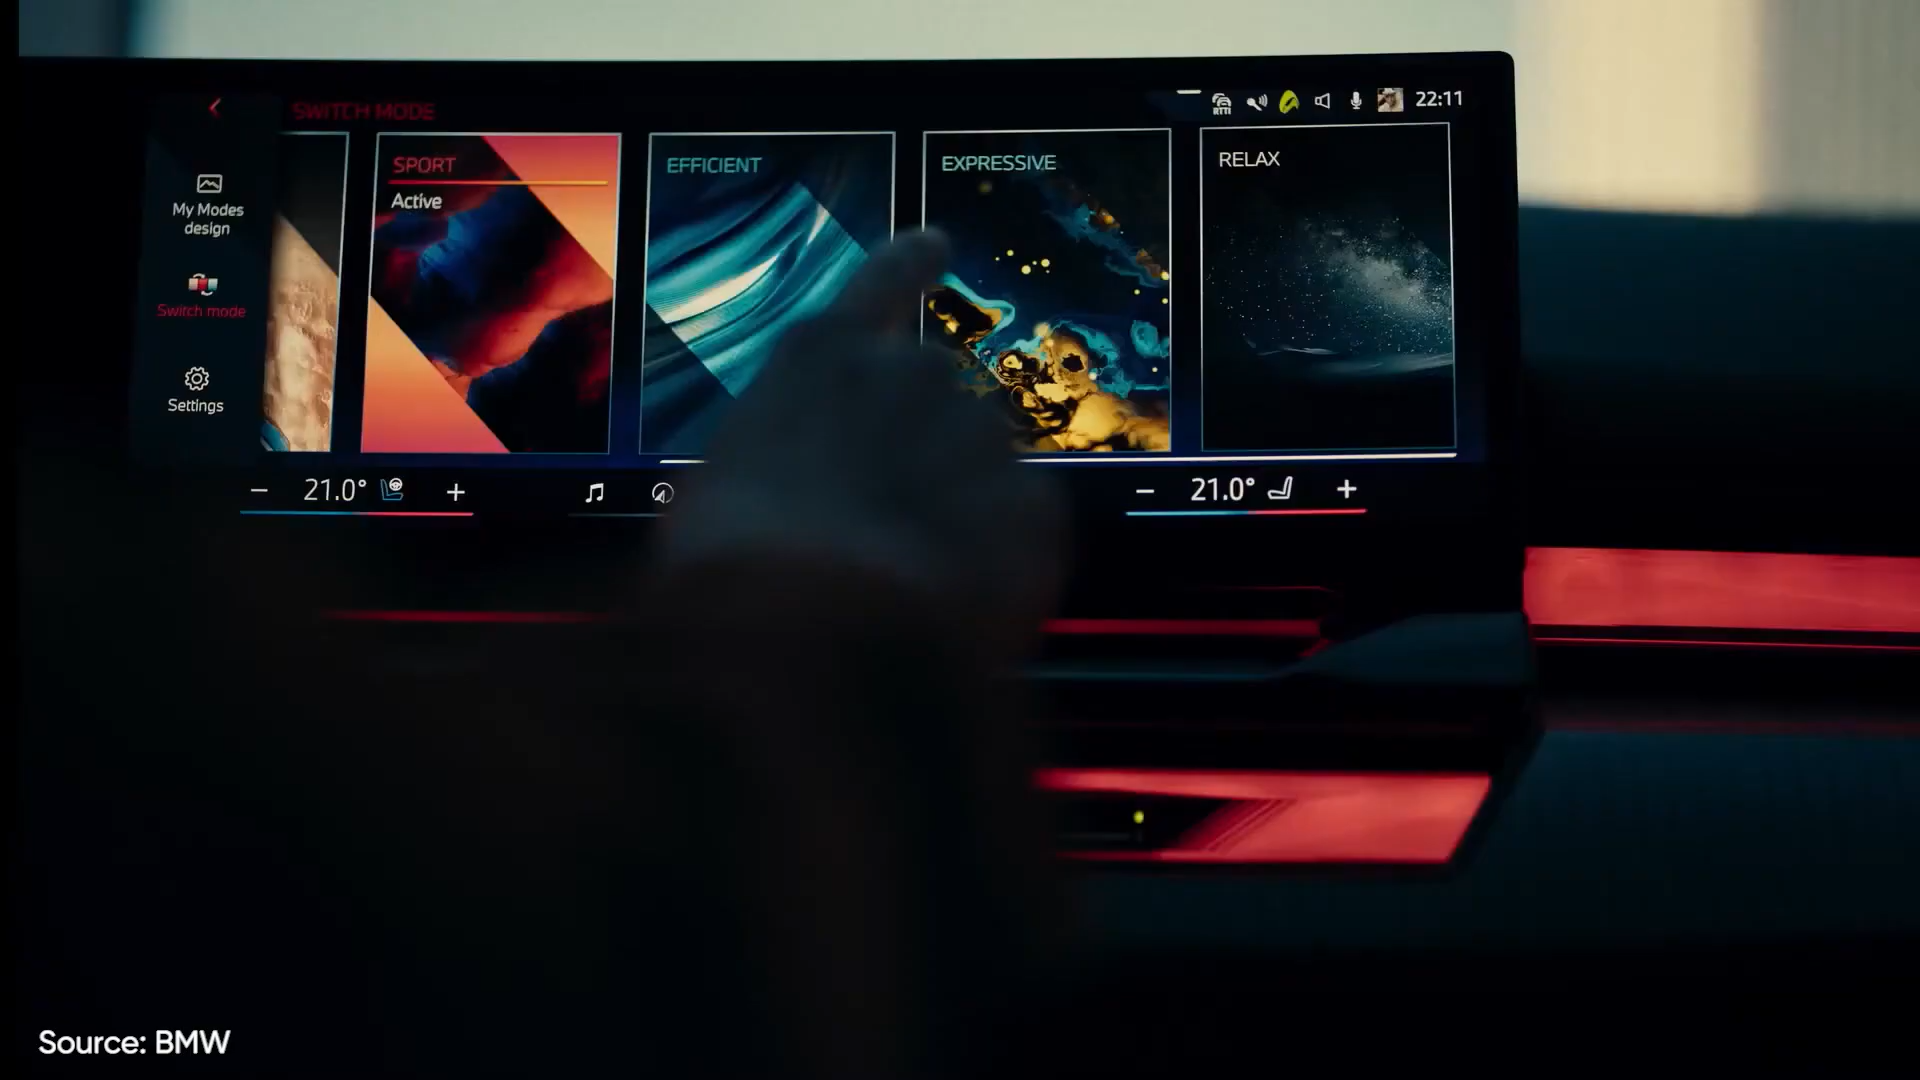 SWITCH MODE
RTTI
22:11
My Modes
design
Switch mode
Settings
SPORT
Active
EFFICIENT
EXPRESSIVE
RELAX
− 21.0° +
− 21.0° +
Source: BMW